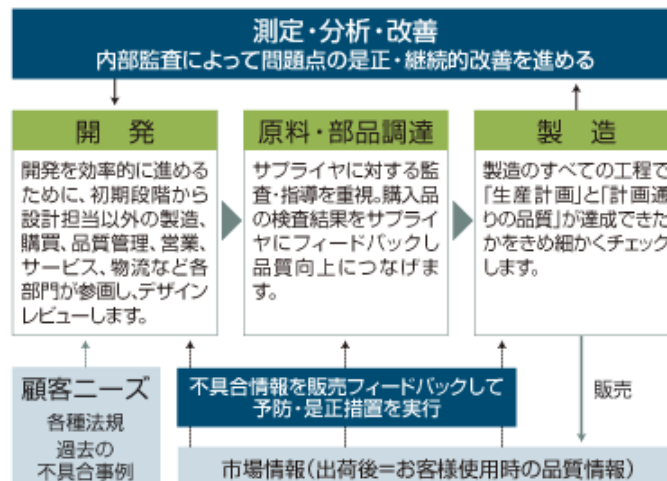 測定・分析・改善
内部監査によって問題点の是正・継続的改善を進める
開 発
開発を効率的に進める
ために、初期段階から
設計担当以外の製造、
購買、品質管理、営業、
サービス、物流など各
部門が参画し、デザイン
レビューします。
原料・部品調達
サプライヤに対する監
査・指導を重視。購入品
の検査結果をサプライ
ヤにフィードバックし
品質向上につなげま
す。
製 造
製造のすべての工程で
「生産計画」と「計画通
りの品質」が達成できた
かをきめ細かくチェック
します。
顧客ニーズ
各種法規
過去の
不具合事例
不具合情報を販売フィードバックして
予防・是正措置を実行
販売
市場情報(出荷後=お客様使用時の品質情報)